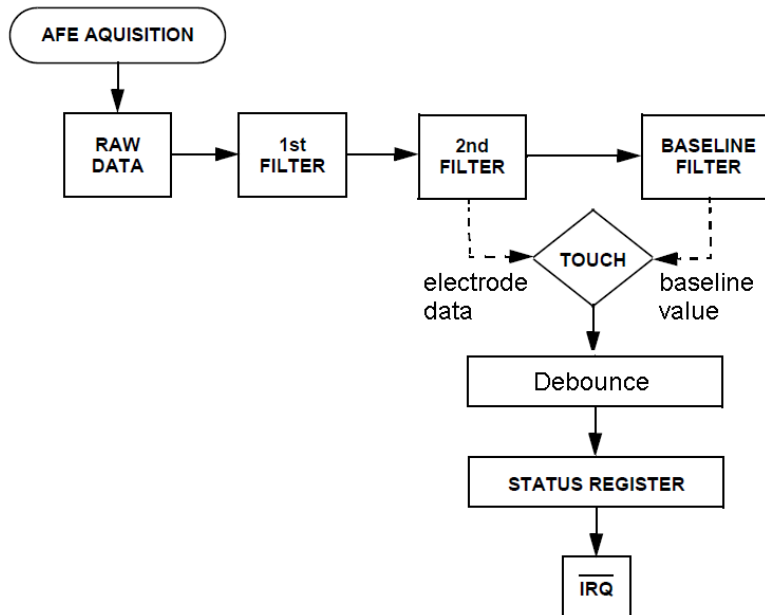 AFE AQUISITION
RAW
DATA
1st
FILTER
2nd
FILTER
BASELINE
FILTER
TOUCH
electrode
data
baseline
value
Debounce
STATUS REGISTER
IRQ